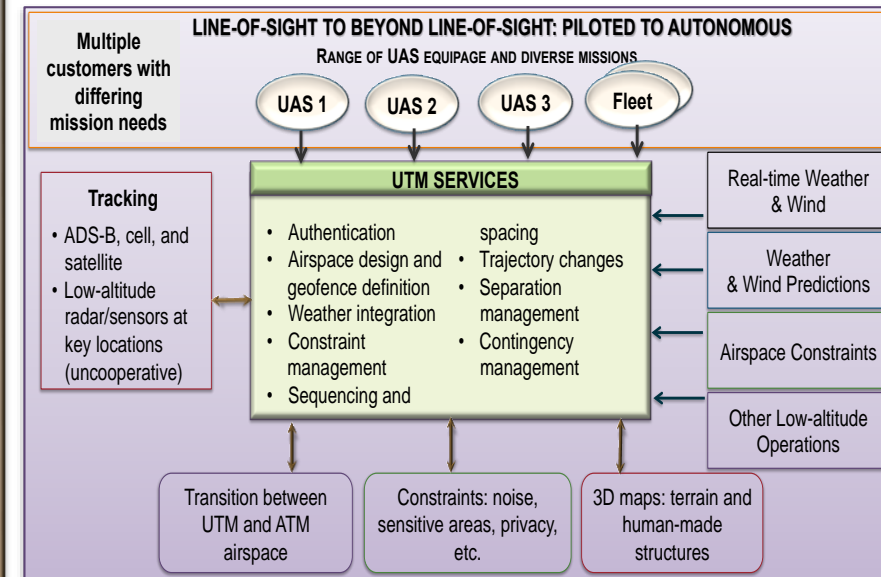 LINE-OF-SIGHT TO BEYOND LINE-OF-SIGHT: PILOTED TO AUTONOMOUS
Multiple
customers with
differing
mission needs
RANGE OF UAS EQUIPAGE AND DIVERSE MISSIONS
UAS 1
UAS 2
UAS 3
Fleet
UTM SERVICES
Tracking
• ADS-B, cell, and
satellite
• Low-altitude
radar/sensors at
key locations
(uncooperative)
• Authentication
• Airspace design and
geofence definition
• Weather integration
• Constraint
management
• Sequencing and
spacing
• Trajectory changes
• Separation
management
• Contingency
management
Real-time Weather
& Wind
Weather
& Wind Predictions
Airspace Constraints
Other Low-altitude
Operations
Transition between
UTM and ATM
airspace
Constraints: noise,
sensitive areas, privacy,
etc.
3D maps: terrain and
human-made
structures